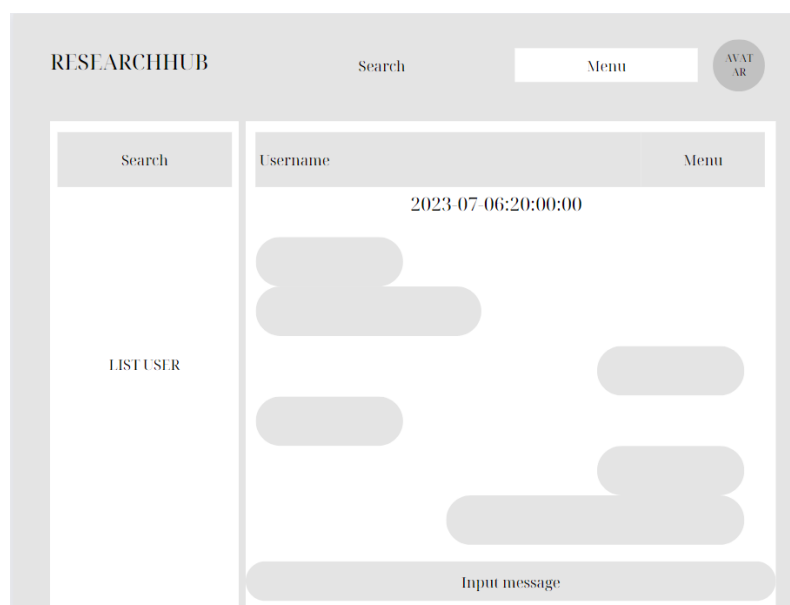 RESEARCHHUB
Search
Menu
AVAT
AR
Search
Username
Menu
2023-07-06:20:00:00
LIST USER
Input message